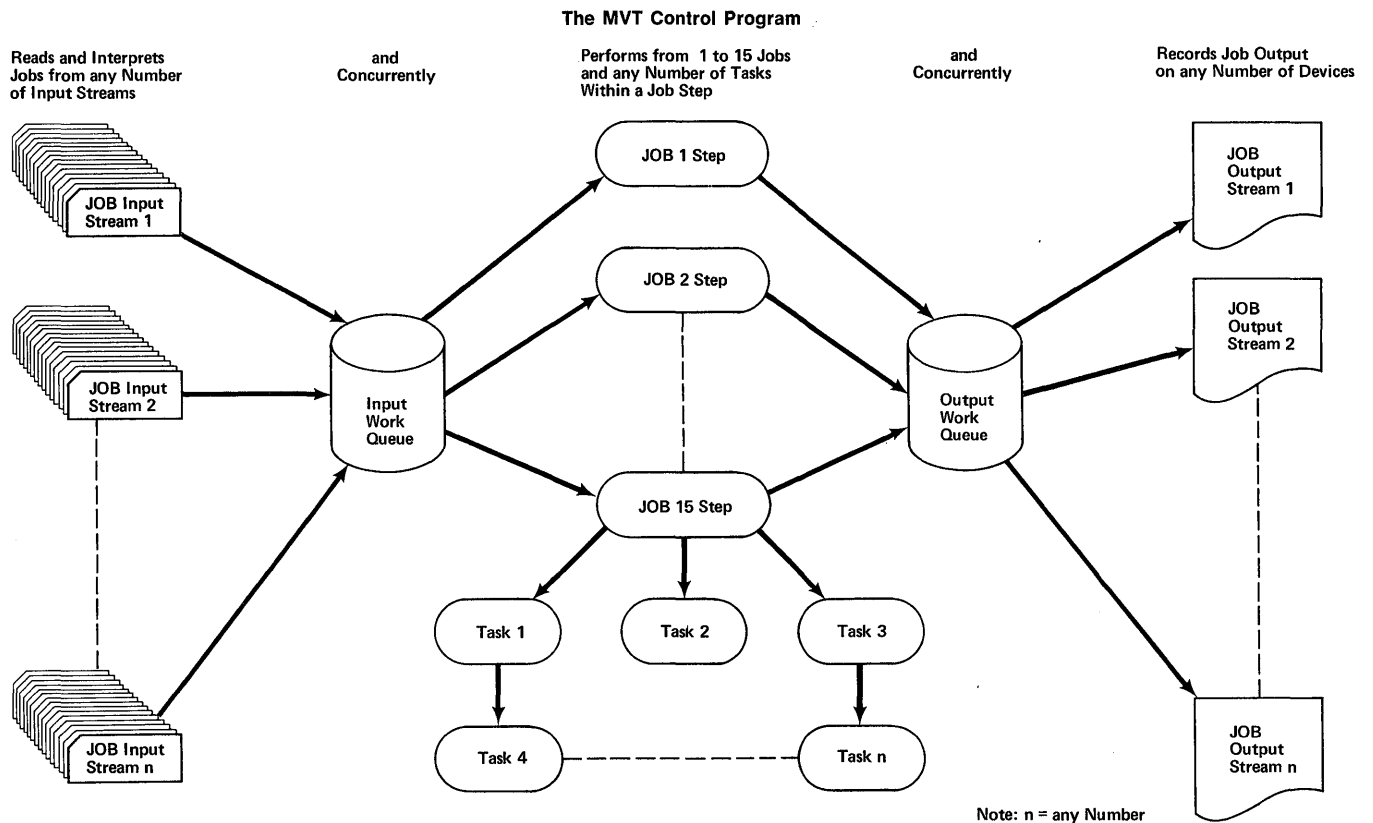 The MVT Control Program
Reads and Interprets
Jobs from any Number
of Input Streams
and
Concurrently
Performs from 1 to 15 Jobs
and any Number of Tasks
Within a Job Step
and
Concurrently
Records Job Output
on any Number of Devices
JOB Input
Stream 1
JOB Input
Stream 2
JOB Input
Stream n
Input
Work
Queue
JOB 1 Step
JOB 2 Step
JOB 15 Step
Task 1
Task 2
Task 3
Task 4
Task n
Output
Work
Queue
JOB
Output
Stream 1
JOB
Output
Stream 2
JOB
Output
Stream n
Note: n = any Number